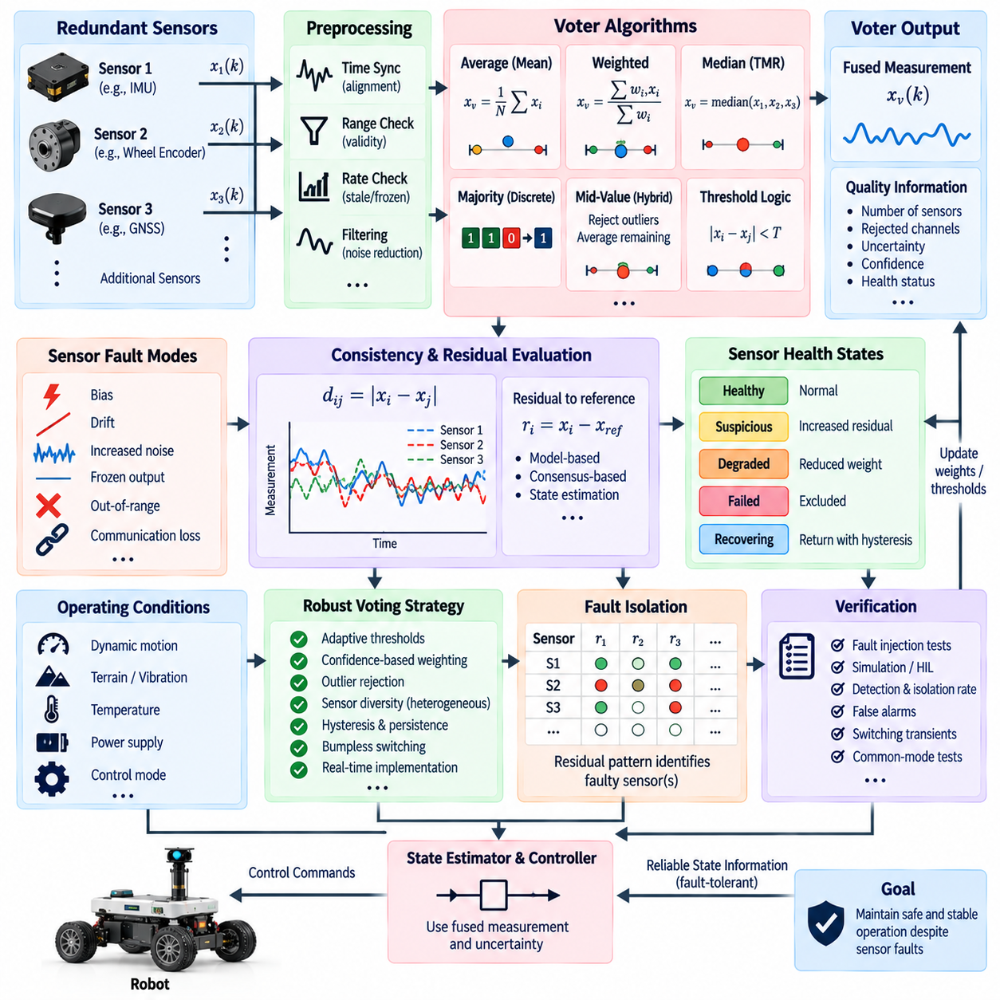 Redundant Sensors
Sensor 1
(e.g., IMU)
x₁(k)
Sensor 2
(e.g., Wheel Encoder)
x₂(k)
Sensor 3
(e.g., GNSS)
x₃(k)
Additional Sensors
Preprocessing
Time Sync
(alignment)
Range Check
(validity)
Rate Check
(stale/frozen)
Filtering
(noise reduction)
...
Voter Algorithms
Average (Mean)
xᵥ = 1/N ∑ xᵢ
Weighted
xᵥ = ∑ wᵢ,xᵢ / ∑ wᵢ
Median (TMR)
xᵥ = median(x₁, x₂, x₃)
Majority (Discrete)
1 1 0 → 1
Mid-Value (Hybrid)
Reject outliers
Average remaining
Threshold Logic
|xᵢ − xⱼ| < T
...
Voter Output
Fused Measurement
xᵥ(k)
Quality Information
• Number of sensors
• Rejected channels
• Uncertainty
• Confidence
• Health status
...
Sensor Fault Modes
Bias
Drift
Increased noise
Frozen output
Out-of-range
Communication loss
...
Consistency & Residual Evaluation
dᵢⱼ = |xᵢ − xⱼ|
Sensor 1
Sensor 2
Sensor 3
Measurement
Time
Residual to reference
rᵢ = xᵢ − x_ref
• Model-based
• Consensus-based
• State estimation
...
Sensor Health States
Healthy Normal
Suspicious Increased residual
Degraded Reduced weight
Failed Excluded
Recovering Return with hysteresis
Update
weights /
thresholds
Operating Conditions
Dynamic motion
Terrain / Vibration
Temperature
Power supply
Control mode
...
Robust Voting Strategy
Adaptive thresholds
Confidence-based weighting
Outlier rejection
Sensor diversity (heterogeneous)
Hysteresis & persistence
Bumpless switching
Real-time implementation
...
Fault Isolation
Sensor r₁ r₂ r₃ ...
S1 ...
S2 ...
S3 ...
... ...
Residual pattern identifies
faulty sensor(s)
Verification
Fault injection tests
Simulation / HIL
Detection & isolation rate
False alarms
Switching transients
Common-mode tests
...
State Estimator & Controller
Use fused measurement
and uncertainty
Control Commands
Robot
Reliable State Information
(fault-tolerant)
Goal
Maintain safe and stable
operation despite
sensor faults